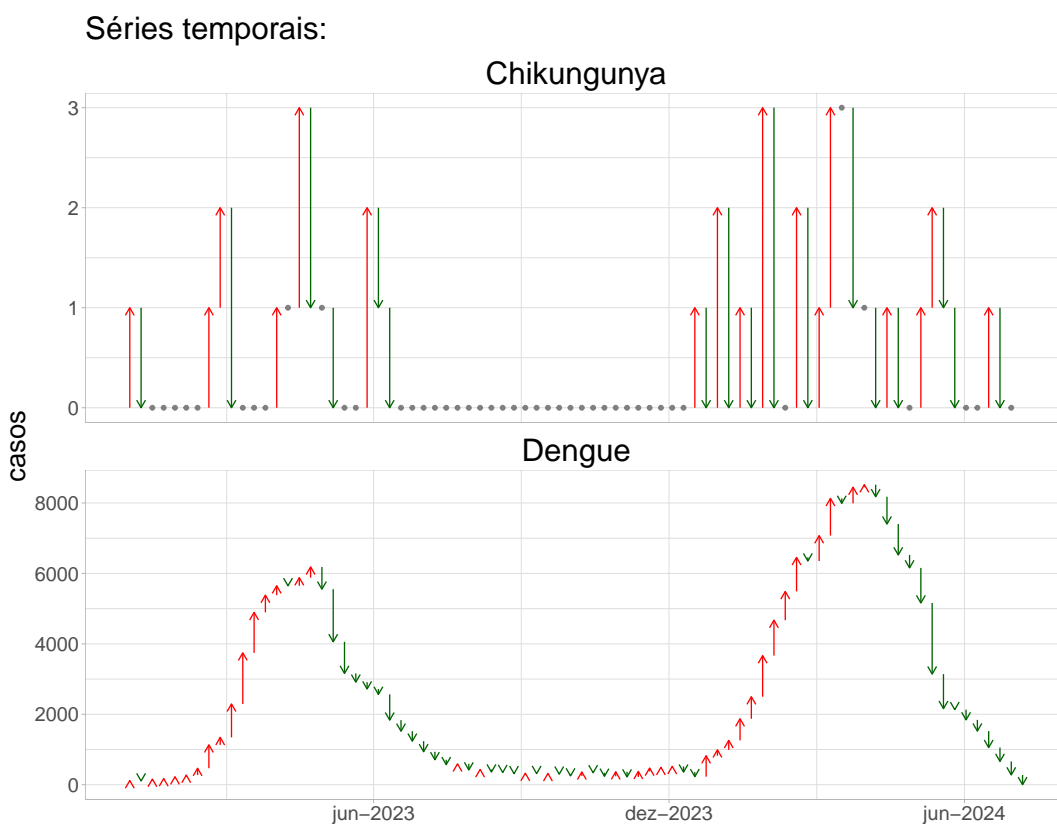 Séries temporais:
Chikungunya
3
2
1
0
casos
Dengue
8000
6000
4000
2000
0
jun−2023
dez−2023
jun−2024